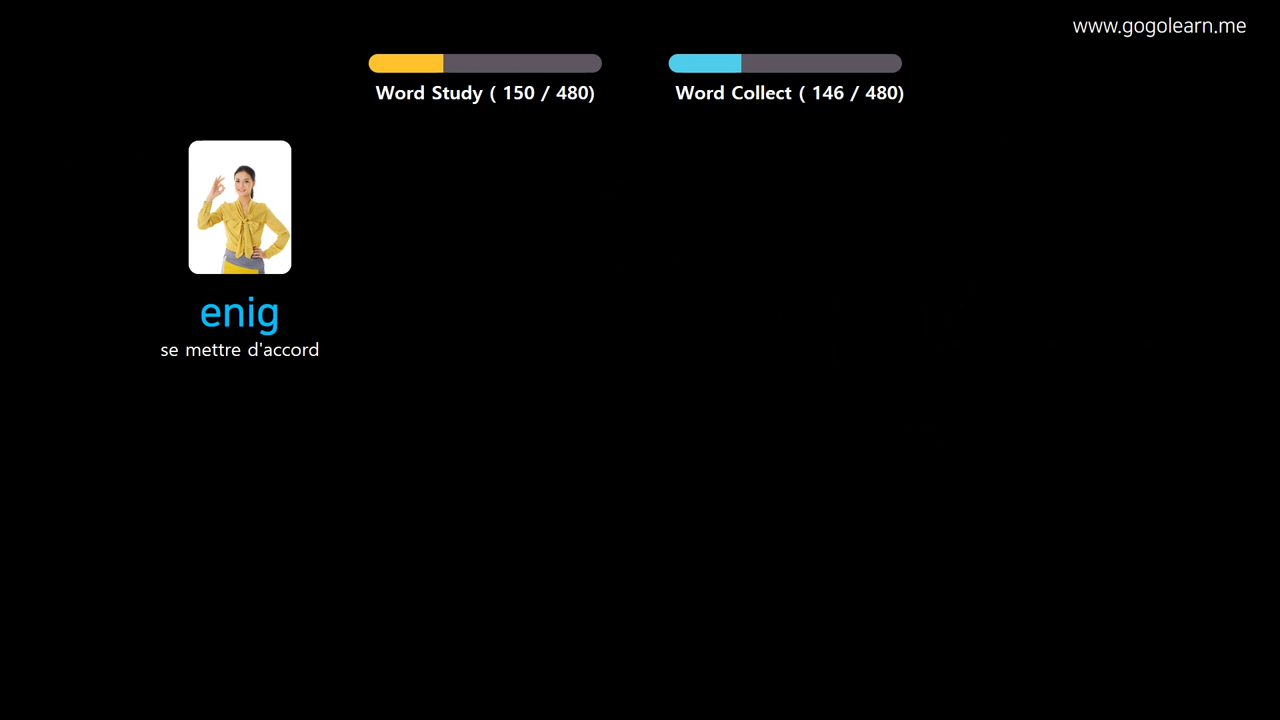 www.gogolearn.me
Word Study ( 150 / 480)
Word Collect ( 146 / 480)
enig
se mettre d'accord